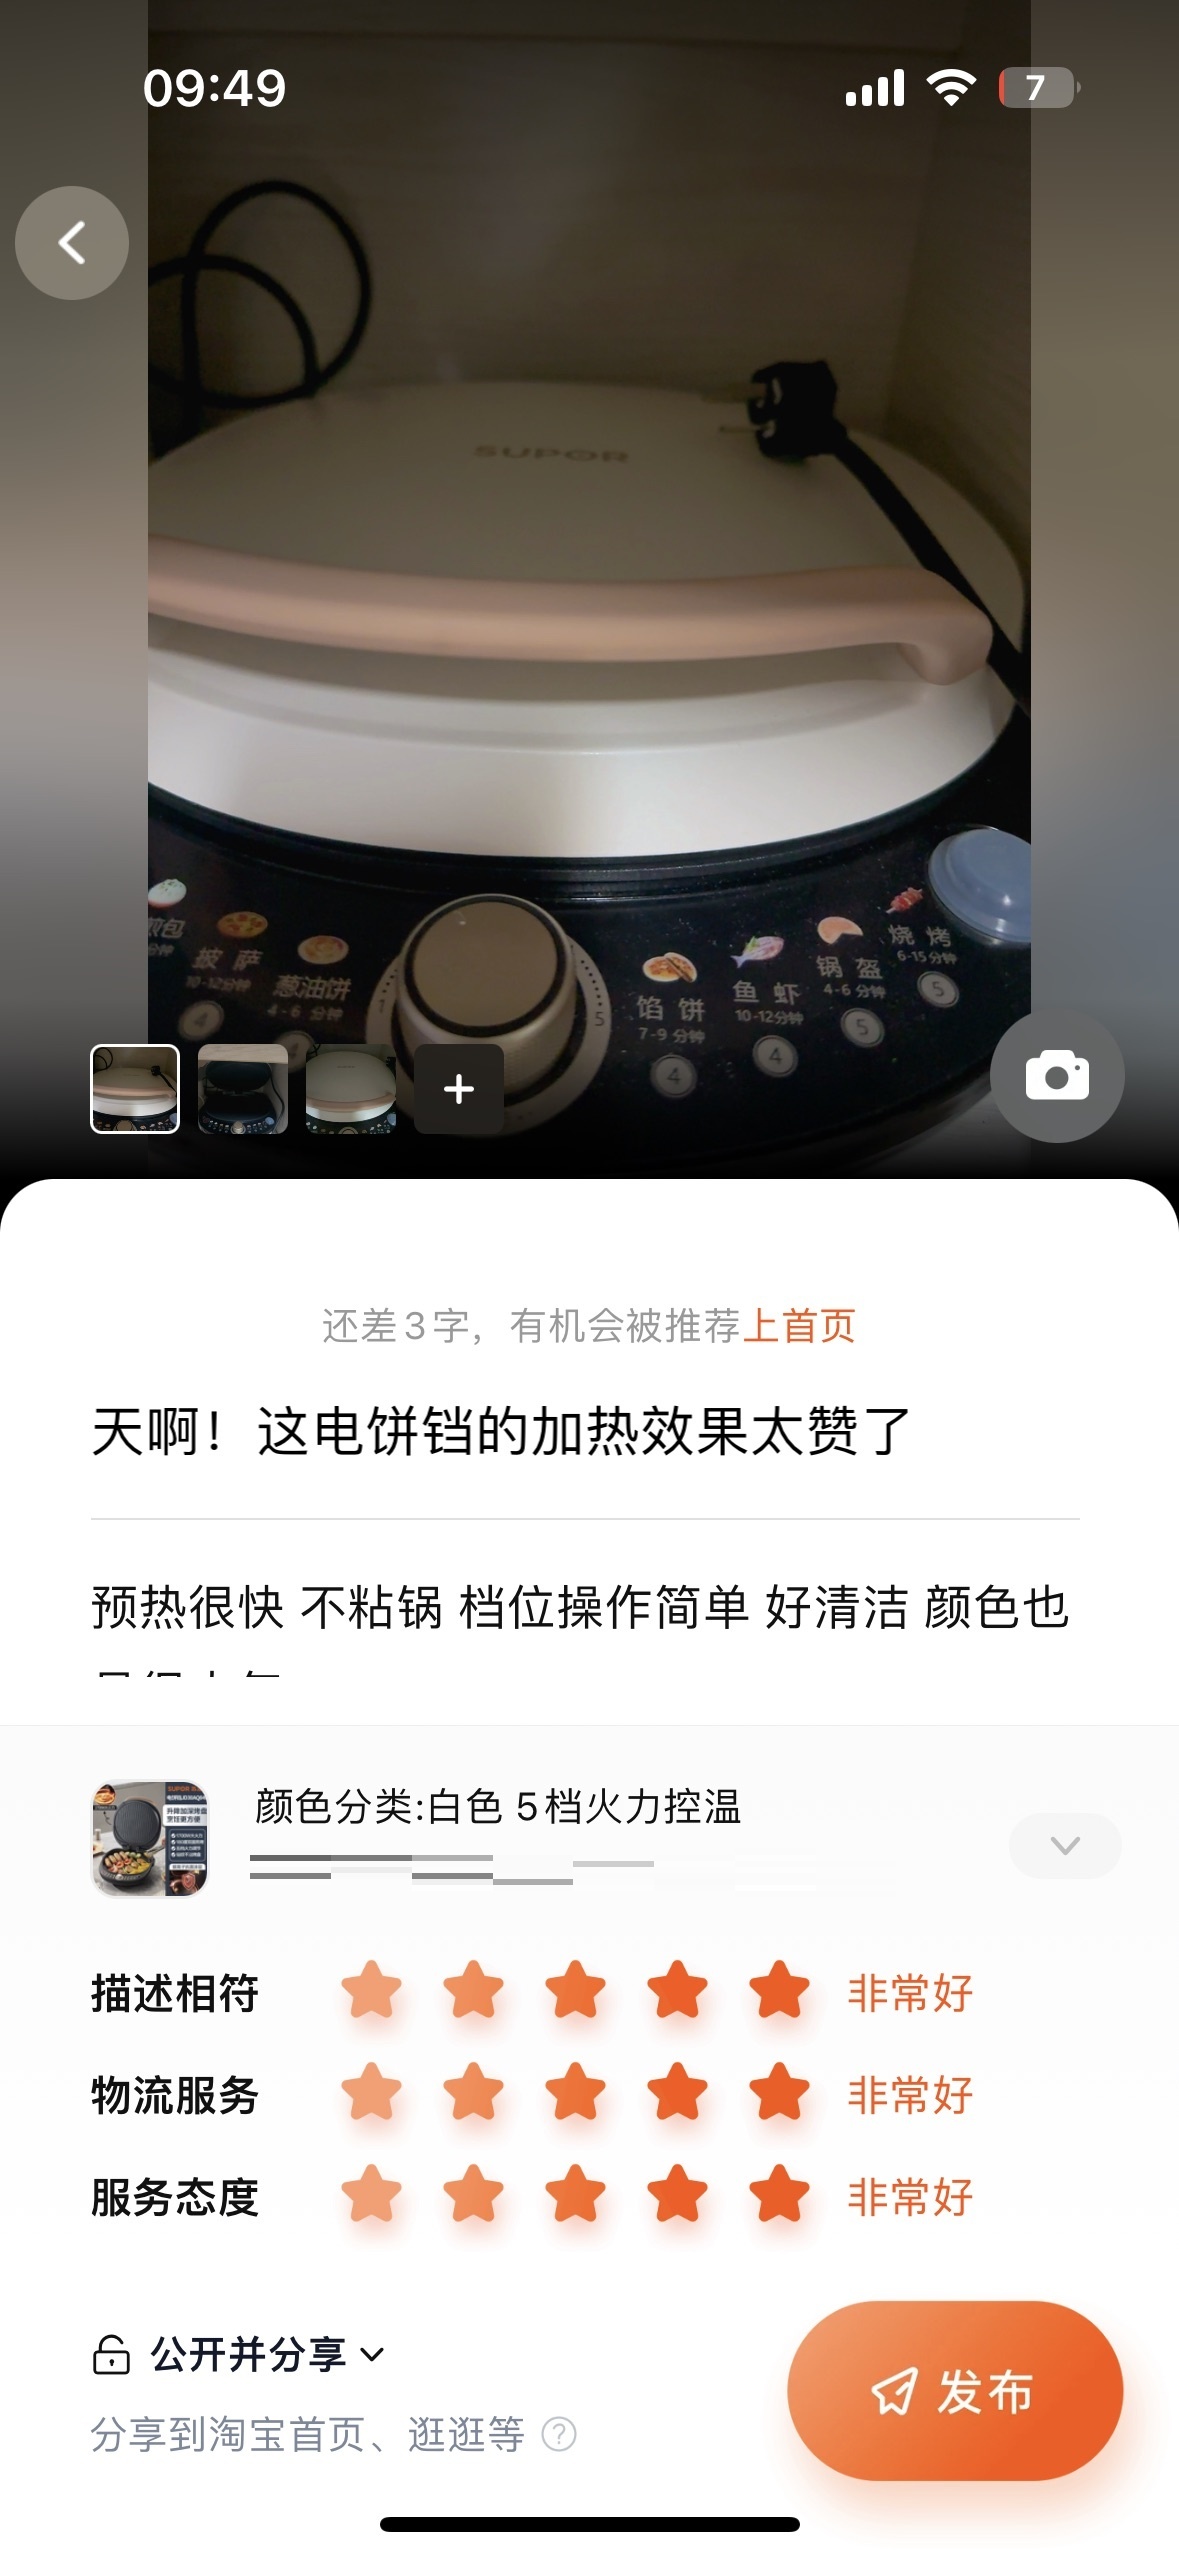 09:49
7
SUPOR
煎包
披萨
10-12分钟
4
葱油饼
4-6 分钟
5
馅饼
7-9 分钟
4
鱼虾
10-12分钟
4
锅盔
4-6 分钟
5
烧烤
6-15分钟
5
还差3字，有机会被推荐上首页
天啊！这电饼铛的加热效果太赞了
预热很快 不粘锅 档位操作简单 好清洁 颜色也
颜色分类:白色 5档火力控温
描述相符 非常好
物流服务 非常好
服务态度 非常好
公开并分享
分享到淘宝首页、逛逛等 ?
发布